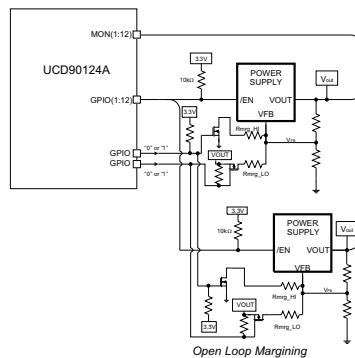 MON(1:12)
3.3V
UCD90124A
10kΩ
POWER
SUPPLY
Vout
GPIO(1:12)
/EN
VOUT
VFB
3.3V
GPIO
"0" or "1"
Rmrg_HI
VFB
GPIO
"0" or "1"
VOUT
Rmrg_LO
3.3V
POWER
SUPPLY
Vout
10kΩ
/EN
VOUT
VFB
Rmrg_HI
VFB
VOUT
3.3V
Rmrg_LO
Open Loop Margining